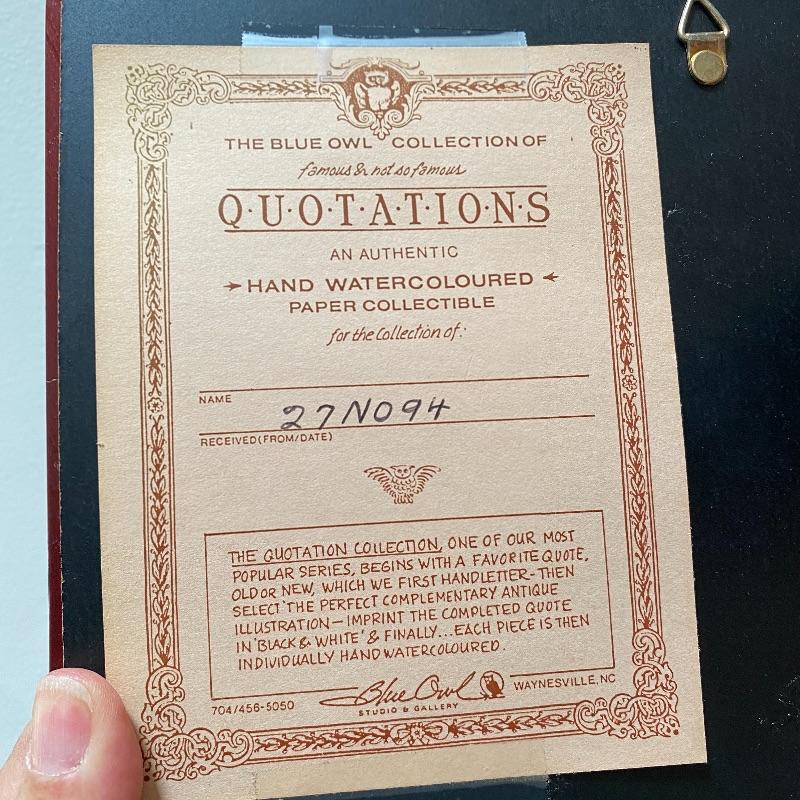 THE BLUE OWL COLLECTION OF
famous & not so famous
Q·U·O·T·A·T·I·O·N·S
AN AUTHENTIC
HAND WATERCOLOURED
PAPER COLLECTIBLE
for the Collection of:
NAME
27NO94
RECEIVED(FROM/DATE)
THE QUOTATION COLLECTION, ONE OF OUR MOST
POPULAR SERIES, BEGINS WITH A FAVORITE QUOTE,
OLD OR NEW, WHICH WE FIRST HANDLETTER - THEN
SELECT THE PERFECT COMPLEMENTARY ANTIQUE
ILLUSTRATION — IMPRINT THE COMPLETED QUOTE
IN 'BLACK & WHITE' & FINALLY... EACH PIECE IS THEN
INDIVIDUALLY HAND WATERCOLOURED.
704/456-5050 Blue Owl WAYNESVILLE, NC
STUDIO & GALLERY